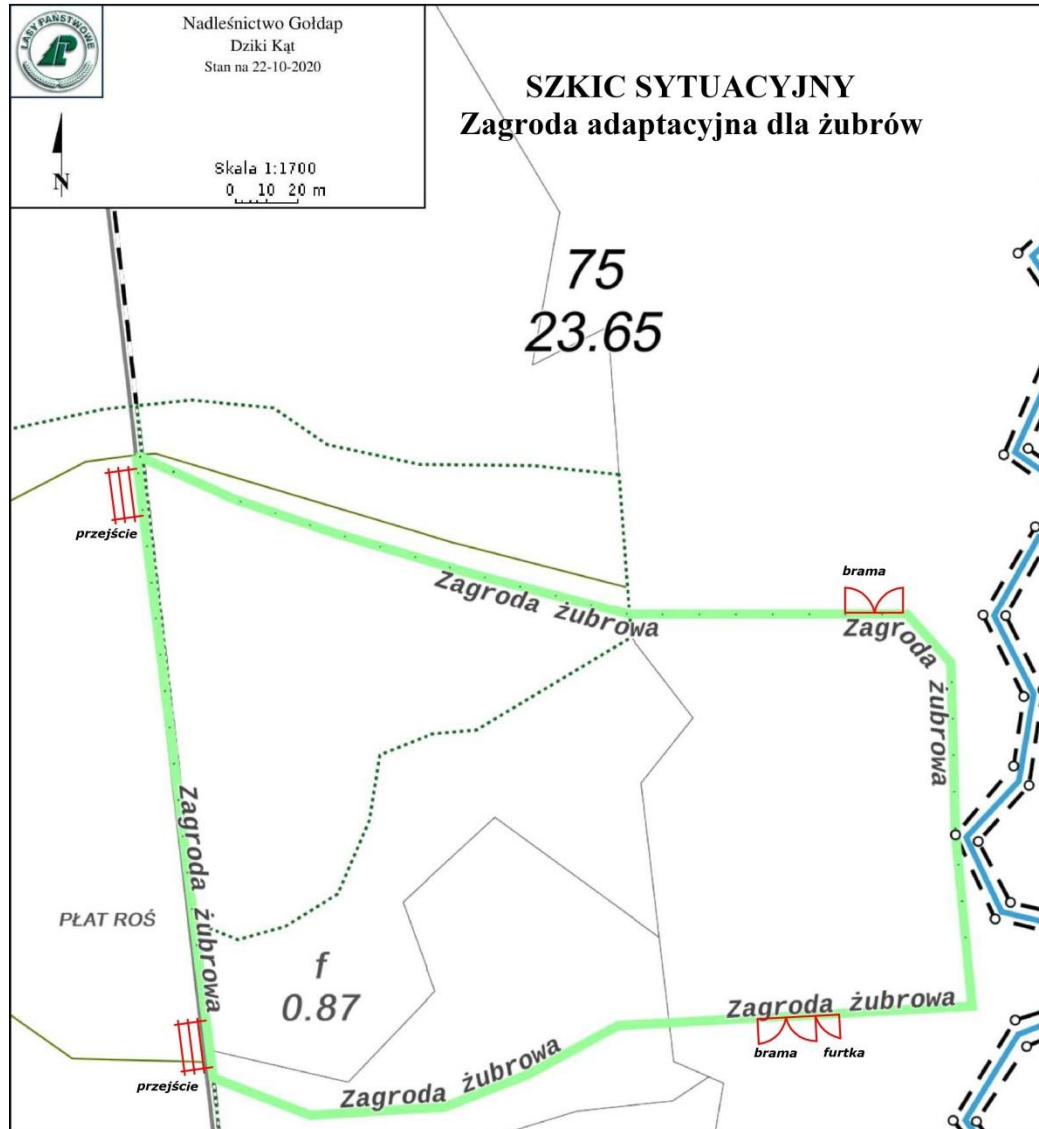 LASY PAŃSTWOWE
Nadleśnictwo Gołdap
Dziki Kąt
Stan na 22-10-2020
N
Skala 1:1700
0 10 20 m
SZKIC SYTUACYJNY
Zagroda adaptacyjna dla żubrów
75
23.65
przejście
brama
Zagroda żubrowa
Zagroda żubrowa
Zagroda żubrowa
PŁAT ROŚ
f
0.87
Zagroda żubrowa
brama
furtka
przejście
Zagroda żubrowa